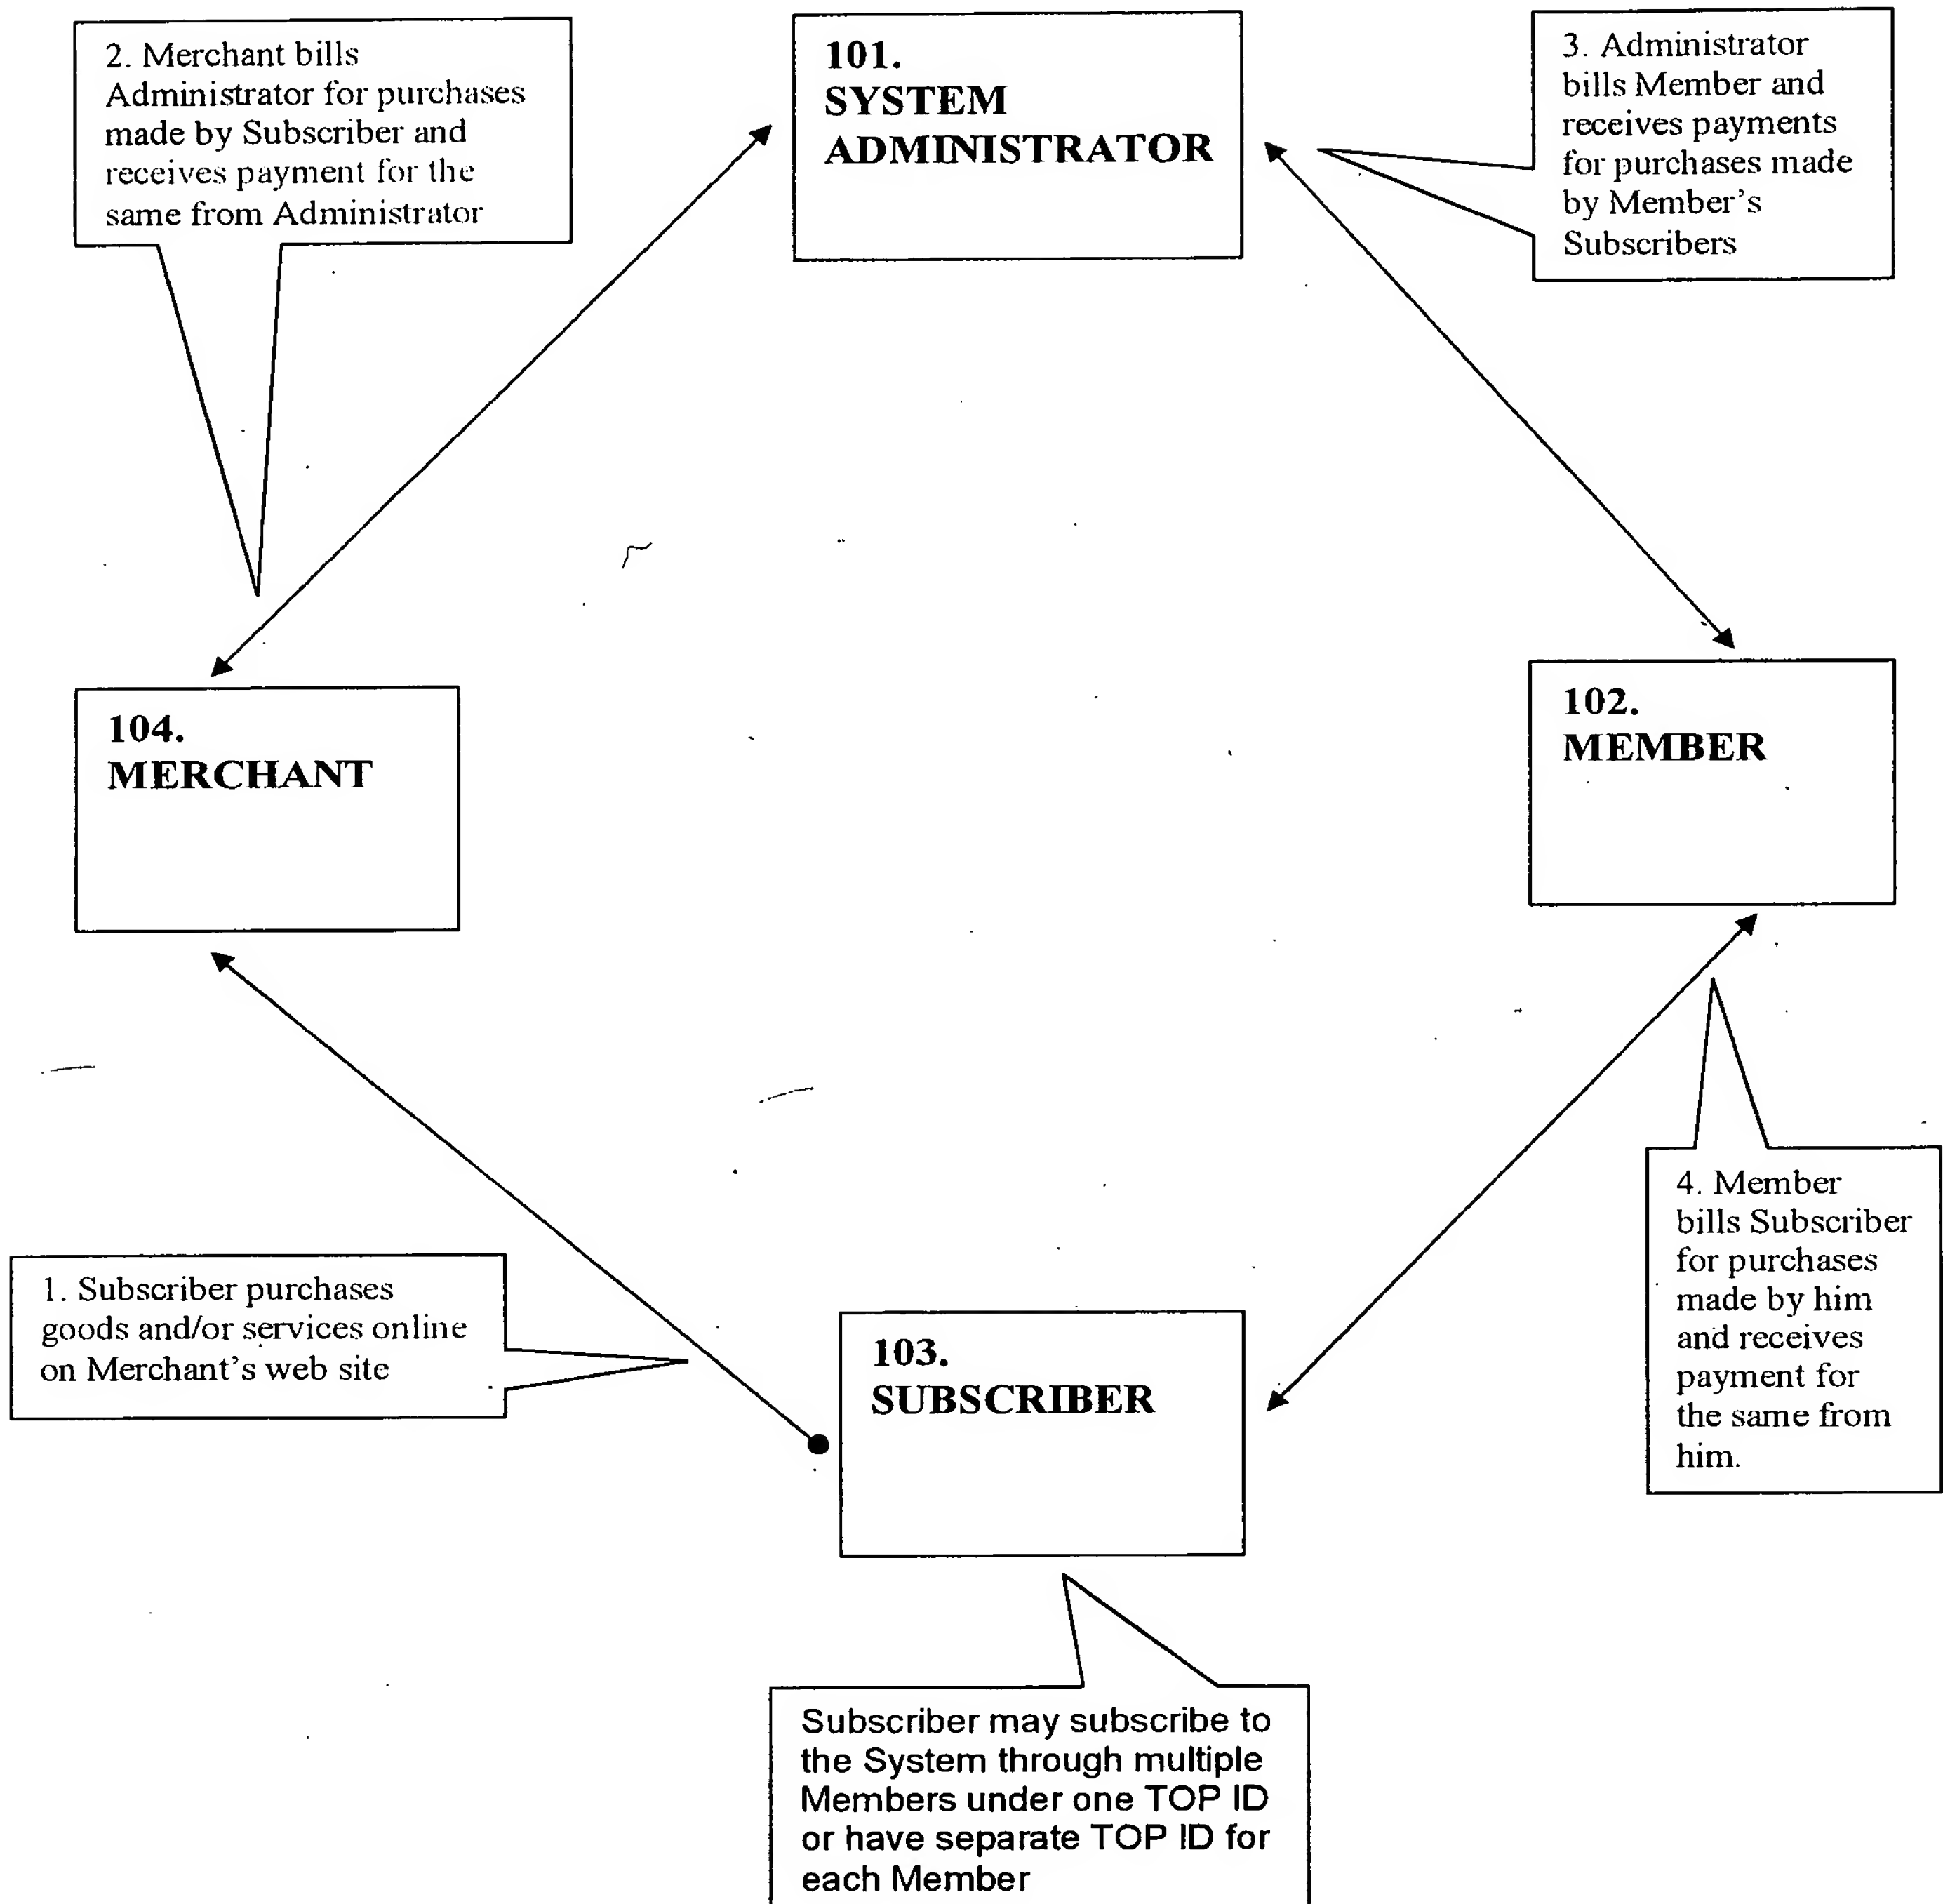 2. Merchant bills
Administrator for purchases
made by Subscriber and
receives payment for the
same from Administrator
101.
SYSTEM
ADMINISTRATOR
3. Administrator
bills Member and
receives payments
for purchases made
by Member's
Subscribers
104.
MERCHANT
102.
MEMBER
1. Subscriber purchases
goods and/or services online
on Merchant's web site
103.
SUBSCRIBER
4. Member
bills Subscriber
for purchases
made by him
and receives
payment for
the same from
him.
Subscriber may subscribe to
the System through multiple
Members under one TOP ID
or have separate TOP ID for
each Member